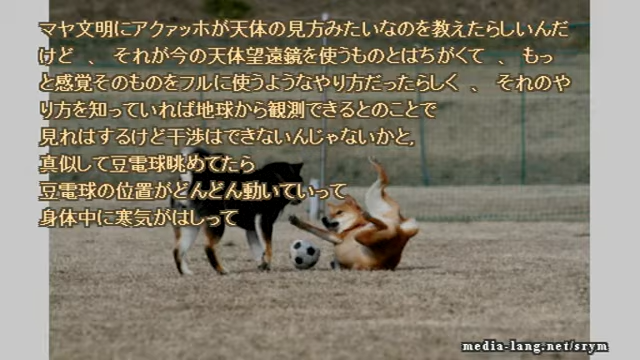 マヤ文明にアクァッホが天体の見方みたいなのを教えたらしいんだ
けど 、 それが今の天体望遠鏡を使うものとはちがくて 、 もっ
と感覚そのものをフルに使うようなやり方だったらしく 、 それのや
り方を知っていれば地球から観測できるとのことで
見れはするけど干渉はできないんじゃないかと,
真似して豆電球眺めてたら
豆電球の位置がどんどん動いていって
身体中に寒気がはしって
media-lang.net/srym